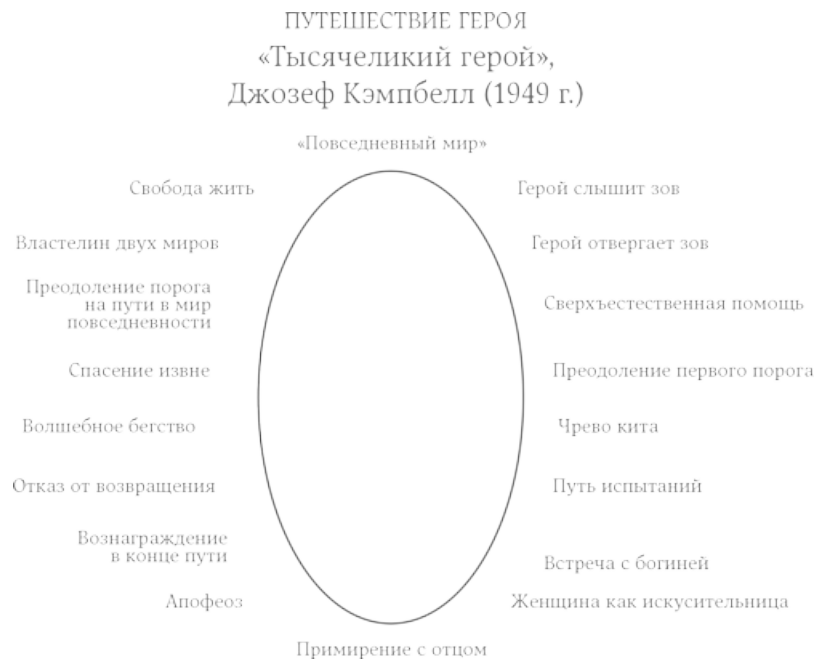 ПУТЕШЕСТВИЕ ГЕРОЯ
«Тысячеликий герой»,
Джозеф Кэмпбелл (1949 г.)
«Повседневный мир»
Герой слышит зов
Герой отвергает зов
Сверхъестественная помощь
Преодоление первого порога
Чрево кита
Путь испытаний
Встреча с богиней
Женщина как искусительница
Примирение с отцом
Апофеоз
Вознаграждение
в конце пути
Отказ от возвращения
Волшебное бегство
Спасение извне
Преодоление порога
на пути в мир
повседневности
Властелин двух миров
Свобода жить